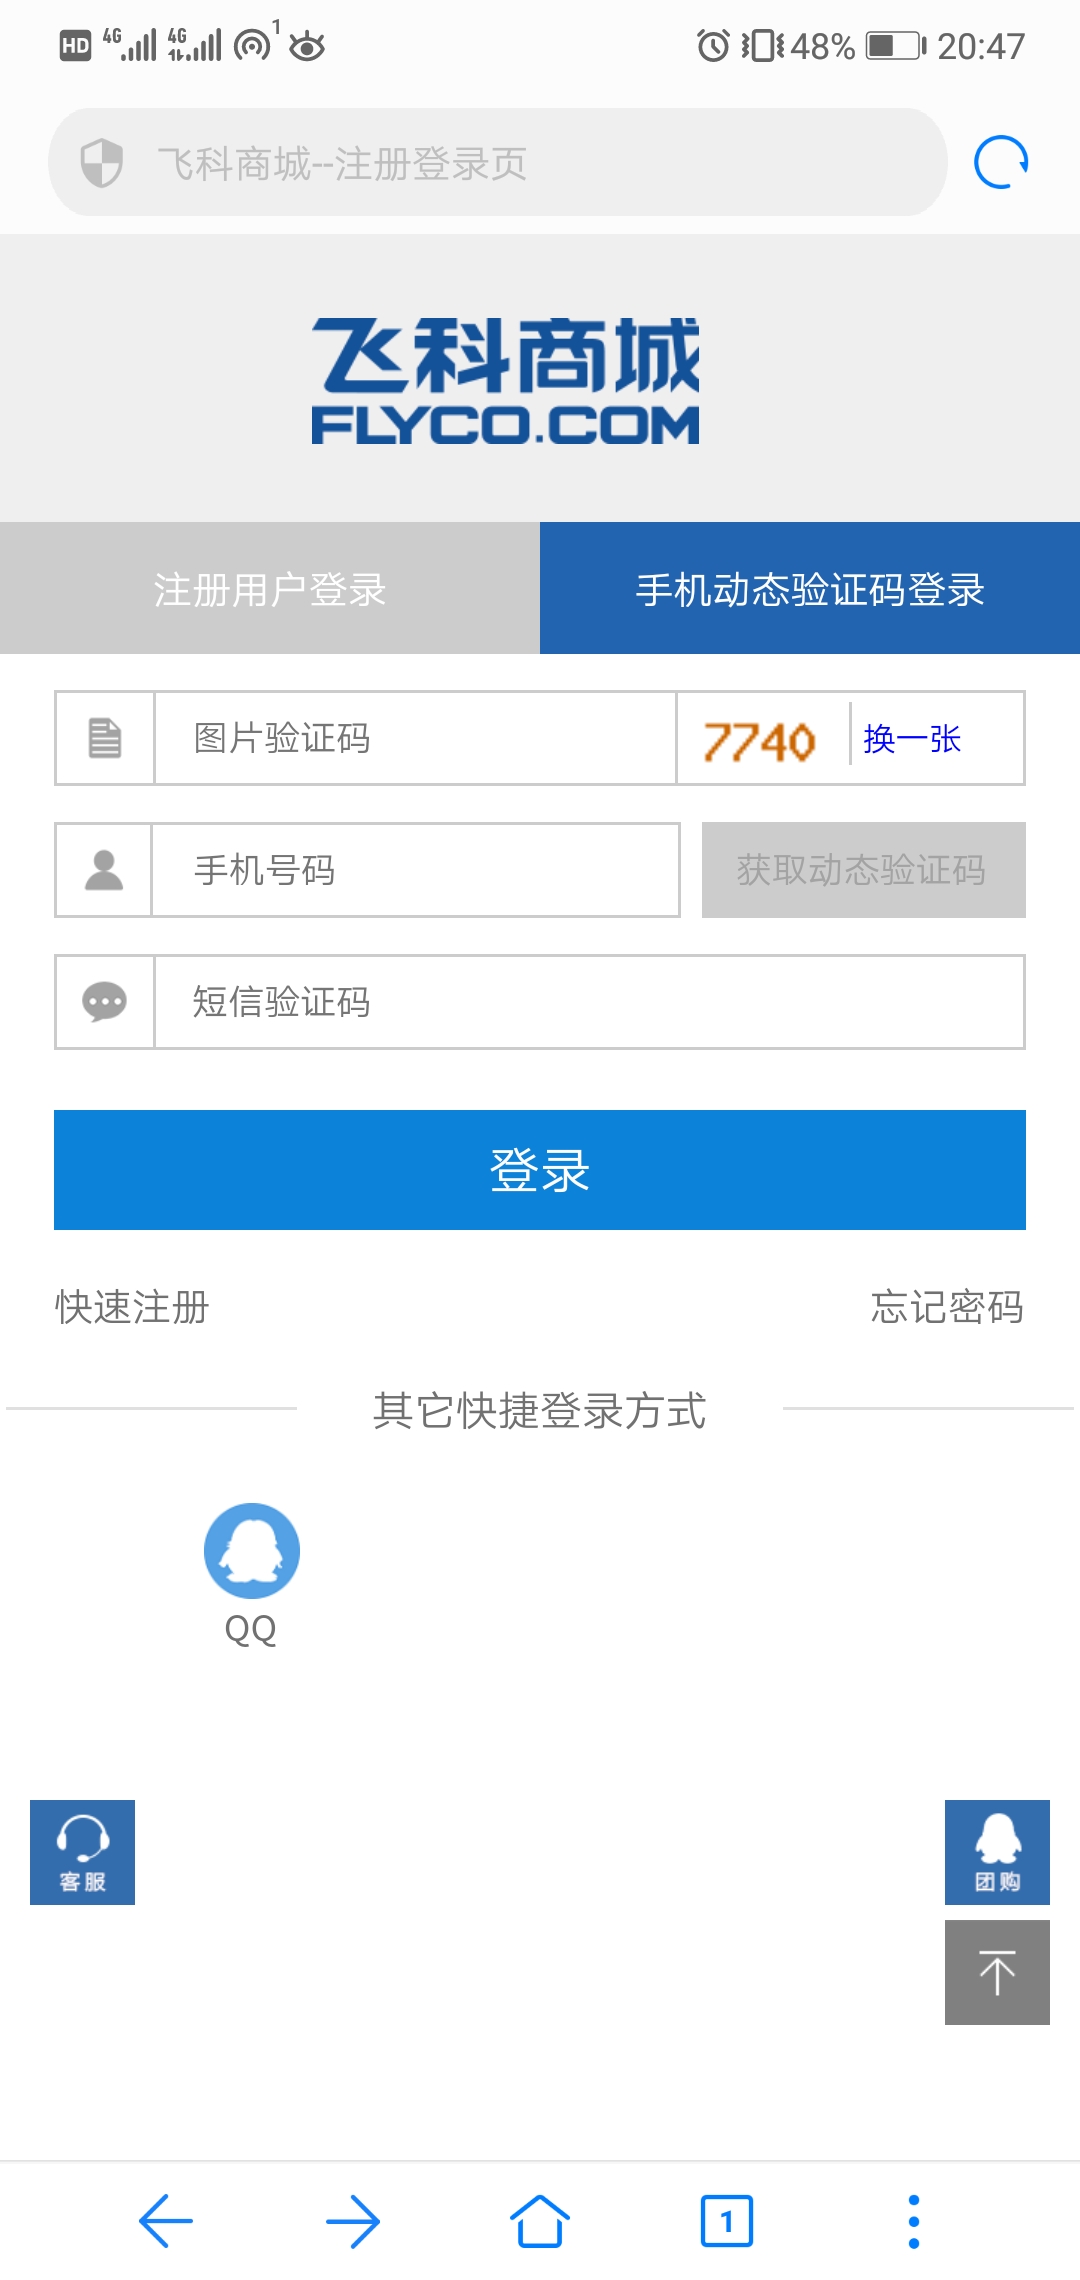 HD 4G 4G 1 48% 20:47
飞科商城--注册登录页
飞科商城
FLYCO.COM
注册用户登录 手机动态验证码登录
图片验证码 7740 换一张
手机号码 获取动态验证码
短信验证码
登录
快速注册 忘记密码
其它快捷登录方式
QQ
客服 团购
1